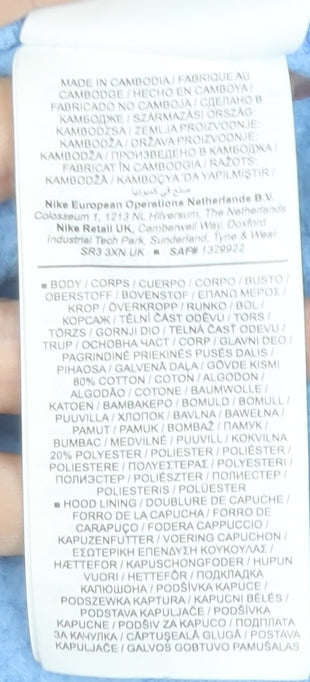 MADE IN CAMBODIA / FABRIQUE AU
CAMBODGE / HECHO EN CAMBOYA /
FABRICADO NO CAMBOJA / СДЕЛАНО В
КАМБОДЖЕ / SZÁRMAZÁSI ORSZÁG:
KAMBODZSA / ZEMLJA PROIZVODNJE:
KAMBODŽA / DRŽAVA PROIZVODNJE:
KAMBODŽA / ПРОИЗВЕДЕНО В КАМБОДЖА /
FABRICAT ÎN CAMBODGIA / RAŽOTS:
KAMBODŽĀ / KAMBOÇYA'DA YAPILMIŞTIR /
صنع في كمبوديا
Nike European Operations Netherlands B.V.
Colosseum 1, 1213 NL Hilversum, The Netherlands
Nike Retail UK, Camberwell Way, Doxford
Industrial Tech Park, Sunderland, Tyne & Wear
SR3 3XN UK ■ SAF# 1329922
■ BODY / CORPS / CUERPO / CORPO / BUSTO /
OBERSTOFF / BOVENSTOF / ΕΠΑΝΩ ΜΕΡΟΣ /
KROP / ÖVERKROPP / RUNKO / BOL /
КОРСАЖ / TĚLNÍ ČÁST ODĚVU / TORS /
TÖRZS / GORNJI DIO / TELNÁ ČASŤ ODEVU /
TRUP / ОСНОВНА ЧАСТ / CORP / GLAVNI DEO /
PAGRINDINĖ PRIEKINĖS PUSĖS DALIS /
PIHAOSA / GALVENĀ DAĻA / GÖVDE KISMI
80% COTTON / COTON / ALGODÓN /
ALGODÃO / COTONE / BAUMWOLLE /
KATOEN / ΒΑΜΒΑΚΕΡΟ / BOMULD / BOMULL /
PUUVILLA / ХЛОПОК / BAVLNA / BAWEŁNA /
PAMUT / PAMUK / BOMBAŽ / ПАМУК /
BUMBAC / MEDVILNĖ / PUUVILL / KOKVILNA
20% POLYESTER / POLIESTER / POLIÉSTER /
POLIESTERE / ΠΟΛΥΕΣΤΕΡΑΣ / POLYESTERI /
ПОЛИЭСТЕР / POLIÉSZTER / ПОЛИЕСТЕР /
POLIESTERIS / POLÜESTER
■ HOOD LINING / DOUBLURE DE CAPUCHE /
FORRO DE LA CAPUCHA / FORRO DE
CARAPUÇO / FODERA CAPPUCCIO /
KAPUZENFUTTER / VOERING CAPUCHON /
ΕΣΩΤΕΡΙΚΗ ΕΠΕΝΔΥΣΗ ΚΟΥΚΟΥΛΑΣ /
HÆTTEFOR / KAPUSCHONGFODER / HUPUN
VUORI / HETTEFÔR / ПОДКЛАДКА
КАПЮШОНА / PODŠÍVKA KAPUCE /
PODSZEWKA KAPTURA / KAPUCNI BÉLÉS /
PODSTAVA KAPULJAČE / PODŠÍVKA
KAPUCNE / PODŠIV ZA KAPUCO / ПОДПЛАТА
ЗА КАЧУЛКА / CĂPTUȘEALĂ GLUGĂ / POSTAVA
KAPULJAČE / GALVOS GOBTUVO PAMUŠALAS